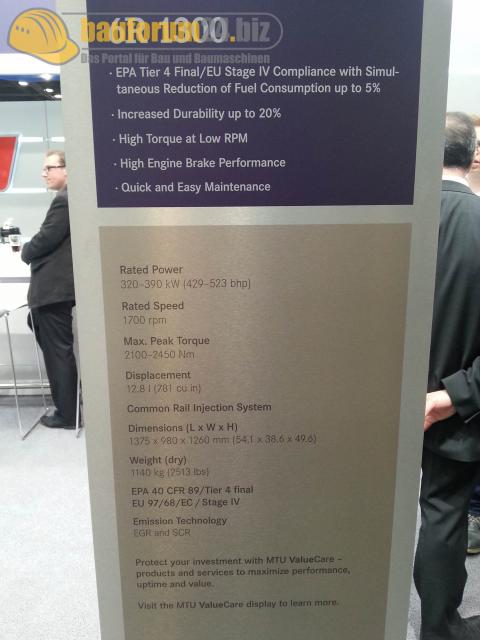 6R 1300
bauforum24.biz
Das Portal für Bau und Baumaschinen
· EPA Tier 4 Final/EU Stage IV Compliance with Simul-
taneous Reduction of Fuel Consumption up to 5%
· Increased Durability up to 20%
· High Torque at Low RPM
· High Engine Brake Performance
· Quick and Easy Maintenance
Rated Power
320–390 kW (429–523 bhp)
Rated Speed
1700 rpm
Max. Peak Torque
2100–2450 Nm
Displacement
12.8 l (781 cu in)
Common Rail Injection System
Dimensions (L x W x H)
1375 x 980 x 1260 mm (54.1 x 38.6 x 49.6)
Weight (dry)
1140 kg (2513 lbs)
EPA 40 CFR 89/Tier 4 final
EU 97/68/EC / Stage IV
Emission Technology
EGR and SCR
Protect your investment with MTU ValueCare –
products and services to maximize performance,
uptime and value.
Visit the MTU ValueCare display to learn more.